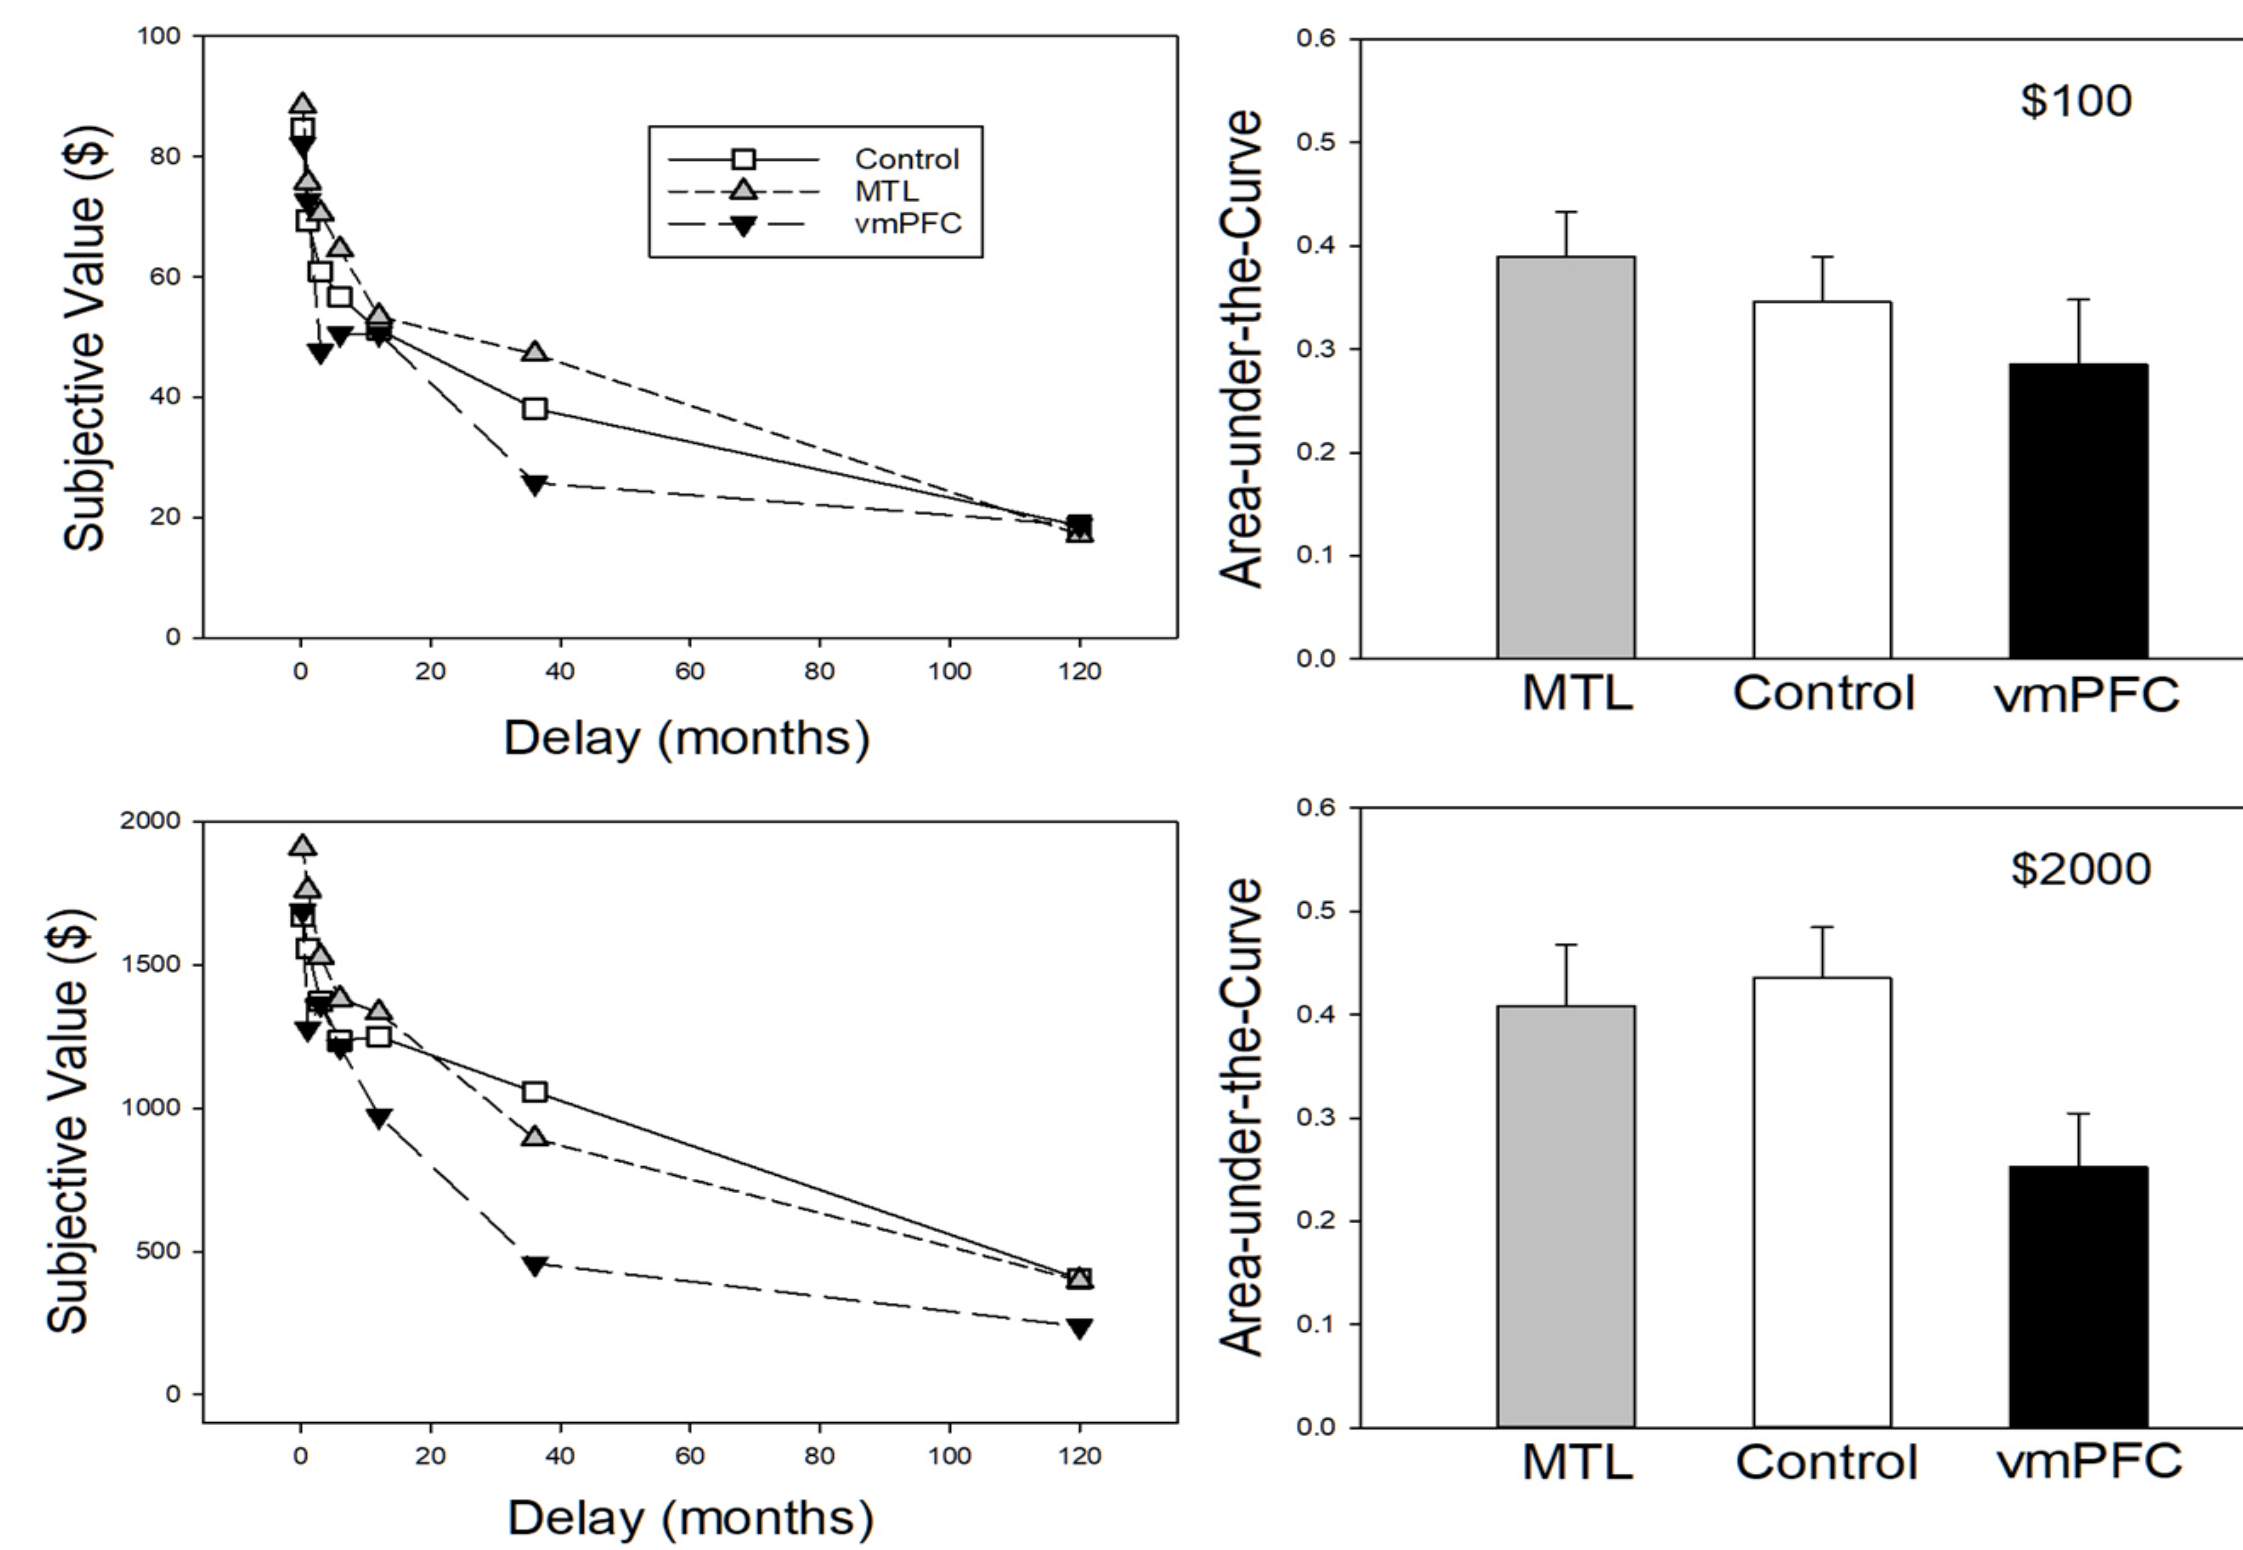 Subjective Value ($)
100
80
60
40
20
0
Control
MTL
vmPFC
0 20 40 60 80 100 120
Delay (months)
Area-under-the-Curve
0.6
0.5
0.4
0.3
0.2
0.1
0.0
$100
MTL Control vmPFC
Subjective Value ($)
2000
1500
1000
500
0
0 20 40 60 80 100 120
Delay (months)
Area-under-the-Curve
0.6
0.5
0.4
0.3
0.2
0.1
0.0
$2000
MTL Control vmPFC